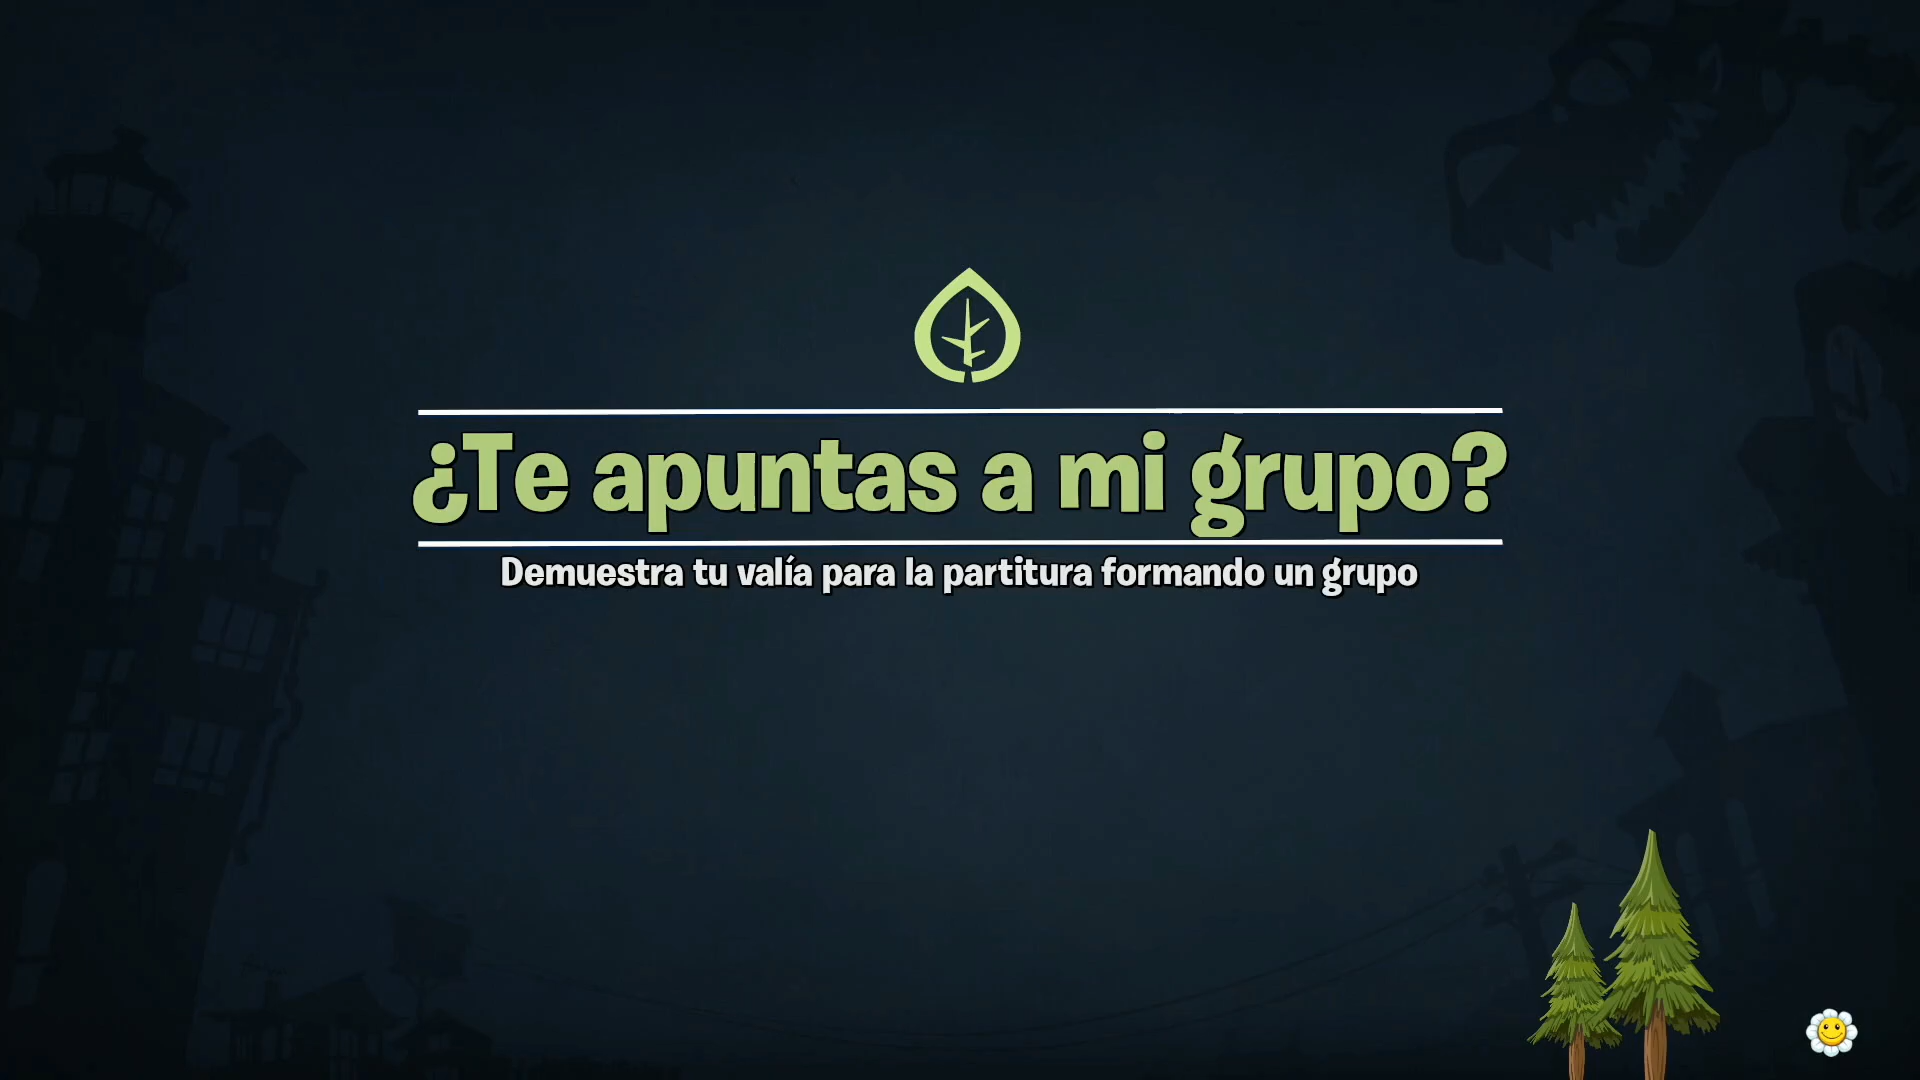 ¿Te apuntas a mi grupo?
Demuestra tu valía para la partitura formando un grupo